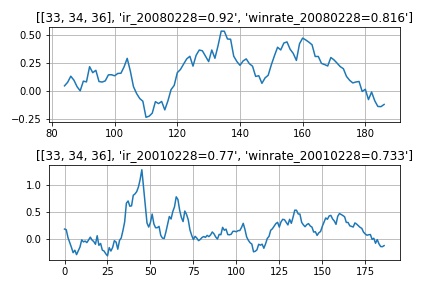 [[33, 34, 36], 'ir_20080228=0.92', 'winrate_20080228=0.816']
0.50
0.25
0.00
−0.25
80 100 120 140 160 180
[[33, 34, 36], 'ir_20010228=0.77', 'winrate_20010228=0.733']
1.0
0.5
0.0
0 25 50 75 100 125 150 175